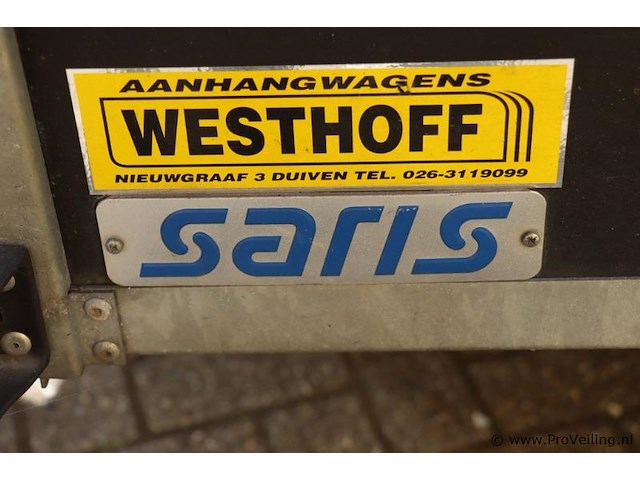 AANHANGWAGENS
WESTHOFF
NIEUWGRAAF 3 DUIVEN TEL. 026-3119099
saris
© www.ProVeiling.nl